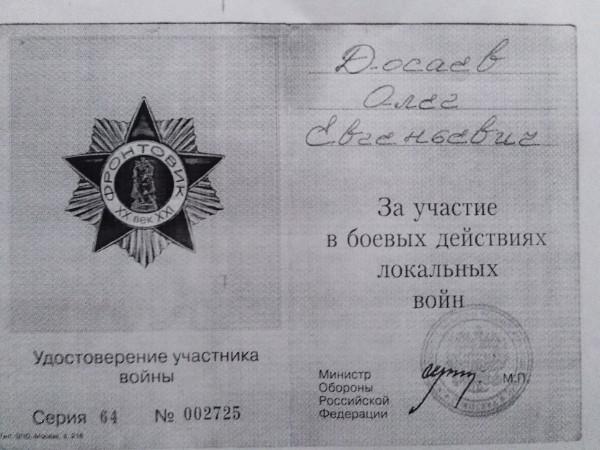 ФРОНТОВИК
XX век XXI
Удостоверение участника
войны
Серия 64 № 002725
Досаев
Олег
Евгеньевич
За участие
в боевых действиях
локальных
войн
Министр
Обороны
Российской
Федерации
М.П.